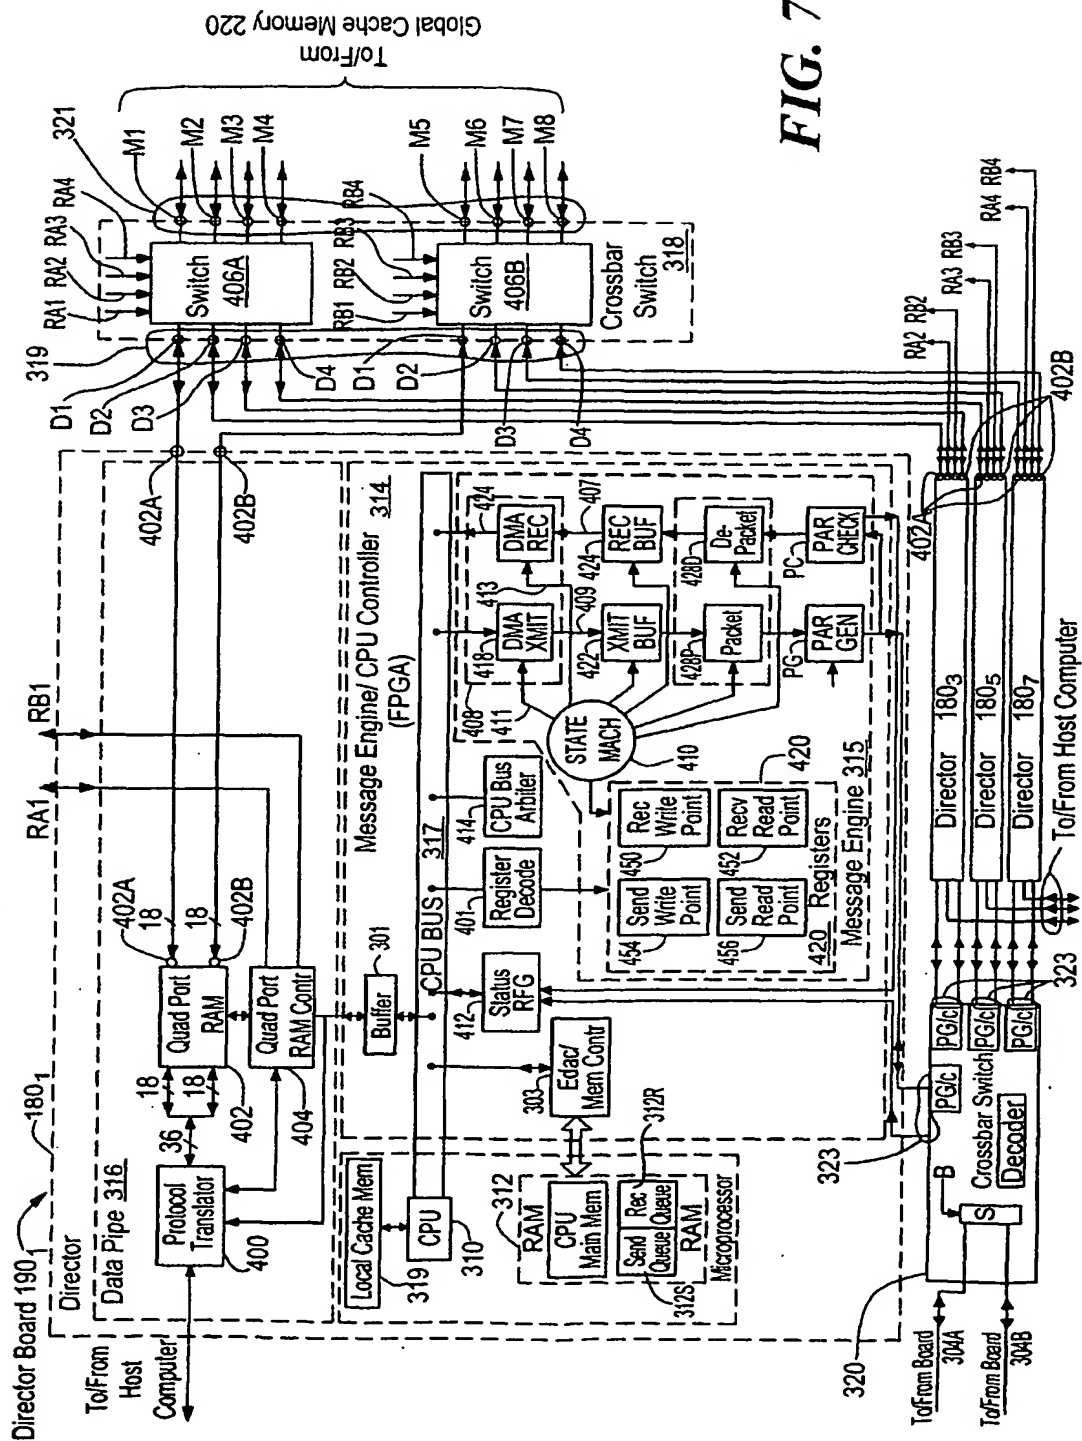 FIG. 7
Director Board 190₁
180₁
To/From
Host
Computer
Director
Data Pipe 316
Protocol
Translator
400
36
18
18
Quad Port
RAM
402
402A
18
18
402B
Quad Port
RAM Contr
404
RA1
RB1
402A
402B
319
D1
D2
D3
D4
D1
D2
D3
D4
RA1
RA2
RA3
RA4
Switch
406A
RB1
RB2
RB3
RB4
Switch
406B
Crossbar
Switch
318
321
M1
M2
M3
M4
M5
M6
M7
M8
To/From
Global Cache Memory 220
Message Engine/ CPU Controller
(FPGA)
314
Buffer
301
CPU BUS
317
Local Cache Mem
319
CPU
310
312
RAM
CPU
Main Mem
Send
Queue
Rec
Queue
RAM
312S
312R
Microprocessor
303
Edac/
Mem Contr
412
Status
RFG
401
Register
Decode
414
CPU Bus
Arbiter
408
411
413
418
DMA
XMIT
DMA
REC
424
409
407
422
XMIT
BUF
424
REC
BUF
428P
Packet
428D
De-
Packet
PG
PAR
GEN
PC
PAR
CHECK
STATE
MACH
410
420
454
Send
Write
Point
450
Rec
Write
Point
456
Send
Read
Point
452
Recv
Read
Point
420 Registers
Message Engine 315
320
To/From Board
304A
To/From Board
304B
323
B
S
PG/c
Crossbar Switch
Decoder
PG/c
PG/c
PG/c
323
Director 180₃
Director 180₅
Director 180₇
To/From Host Computer
402A
402B
RA2
RB2
RA3
RB3
RA4
RB4